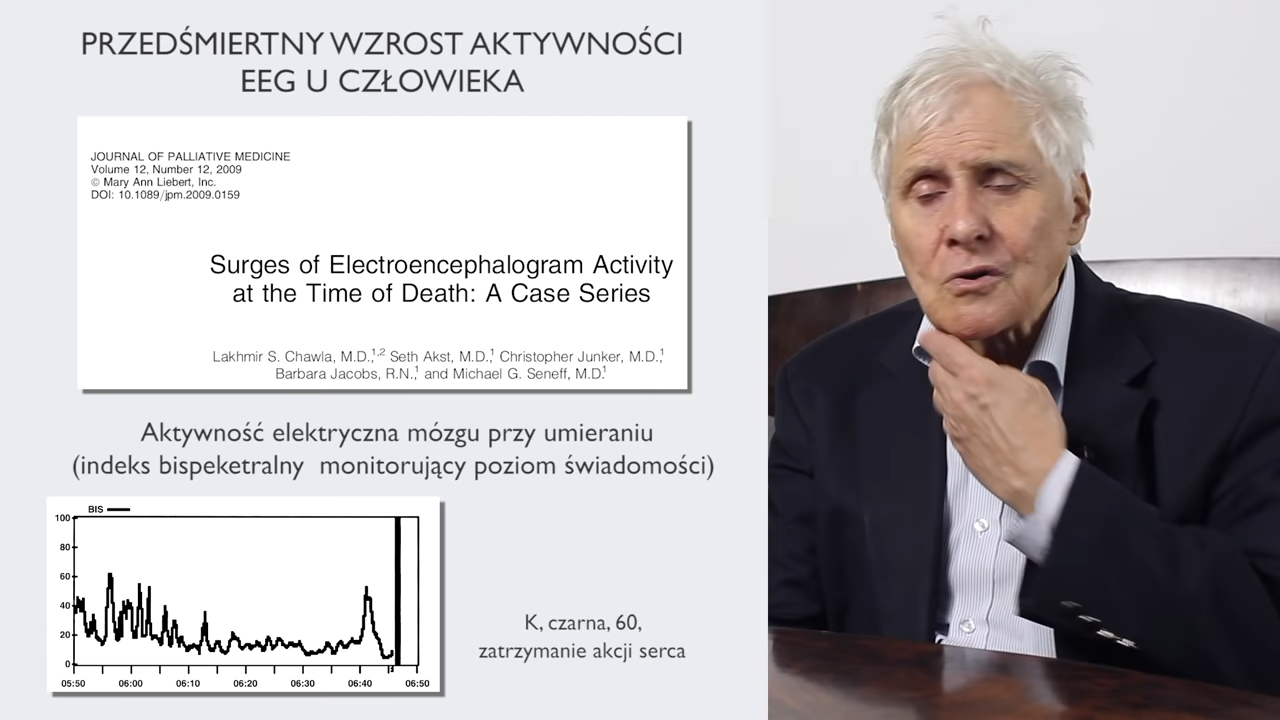 PRZEDŚMIERTNY WZROST AKTYWNOŚCI
EEG U CZŁOWIEKA
JOURNAL OF PALLIATIVE MEDICINE
Volume 12, Number 12, 2009
© Mary Ann Liebert, Inc.
DOI: 10.1089/jpm.2009.0159
Surges of Electroencephalogram Activity
at the Time of Death: A Case Series
Lakhmir S. Chawla, M.D.,1,2 Seth Akst, M.D.,1 Christopher Junker, M.D.,1
Barbara Jacobs, R.N.,1 and Michael G. Seneff, M.D.1
Aktywność elektryczna mózgu przy umieraniu
(indeks bispeketralny monitorujący poziom świadomości)
BIS
100
80
60
40
20
0
05:50 06:00 06:10 06:20 06:30 06:40 06:50
K, czarna, 60,
zatrzymanie akcji serca